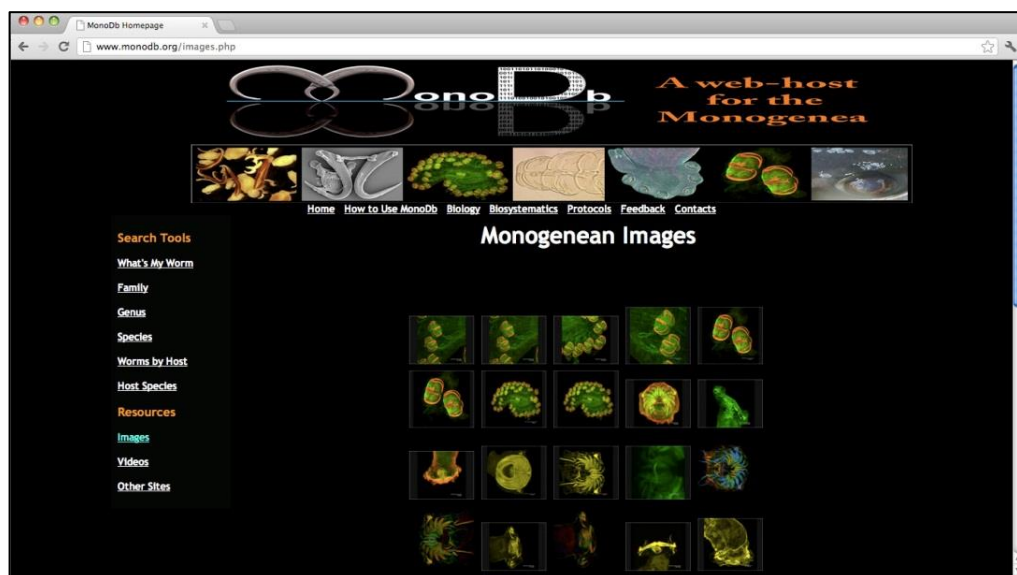 MonoDb Homepage
www.monodb.org/images.php
MonoDb
A web-host
for the
Monogenea
Home How to Use MonoDb Biology Biosystematics Protocols Feedback Contacts
Search Tools
Monogenean Images
What's My Worm
Family
Genus
Species
Worms by Host
Host Species
Resources
Images
Videos
Other Sites